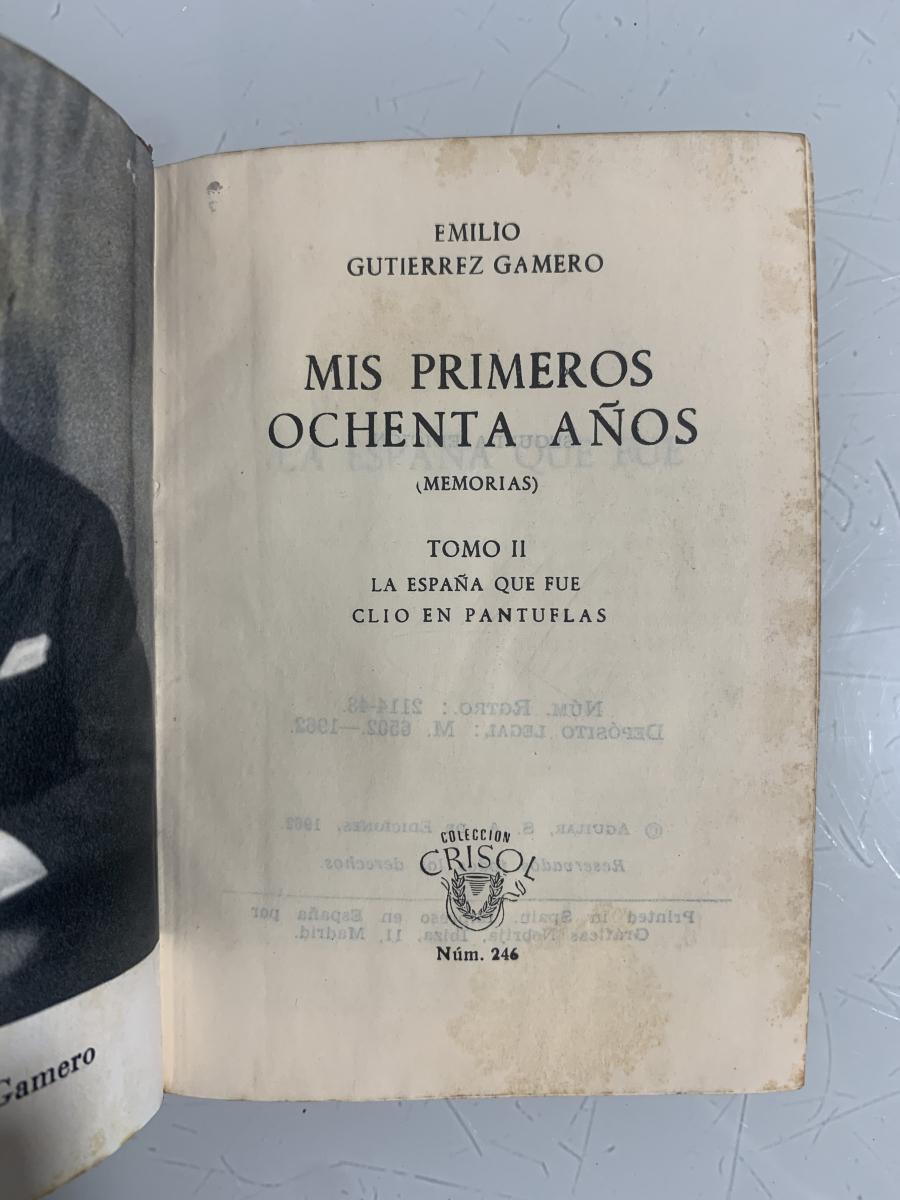 EMILIO
GUTIERREZ GAMERO
MIS PRIMEROS
OCHENTA AÑOS
(MEMORIAS)
TOMO II
LA ESPAÑA QUE FUE
CLIO EN PANTUFLAS
NÚM. RGTRO.: 2114-48.
DEPÓSITO LEGAL: M. 6502.—1962.
© AGUILAR, S. A. DE EDICIONES, 1962.
Reservados los derechos.
Printed in Spain. Impreso en España por
Gráficas Nebrija, Ibiza, 11, Madrid.
COLECCION
CRISOL
Núm. 246
Gamero